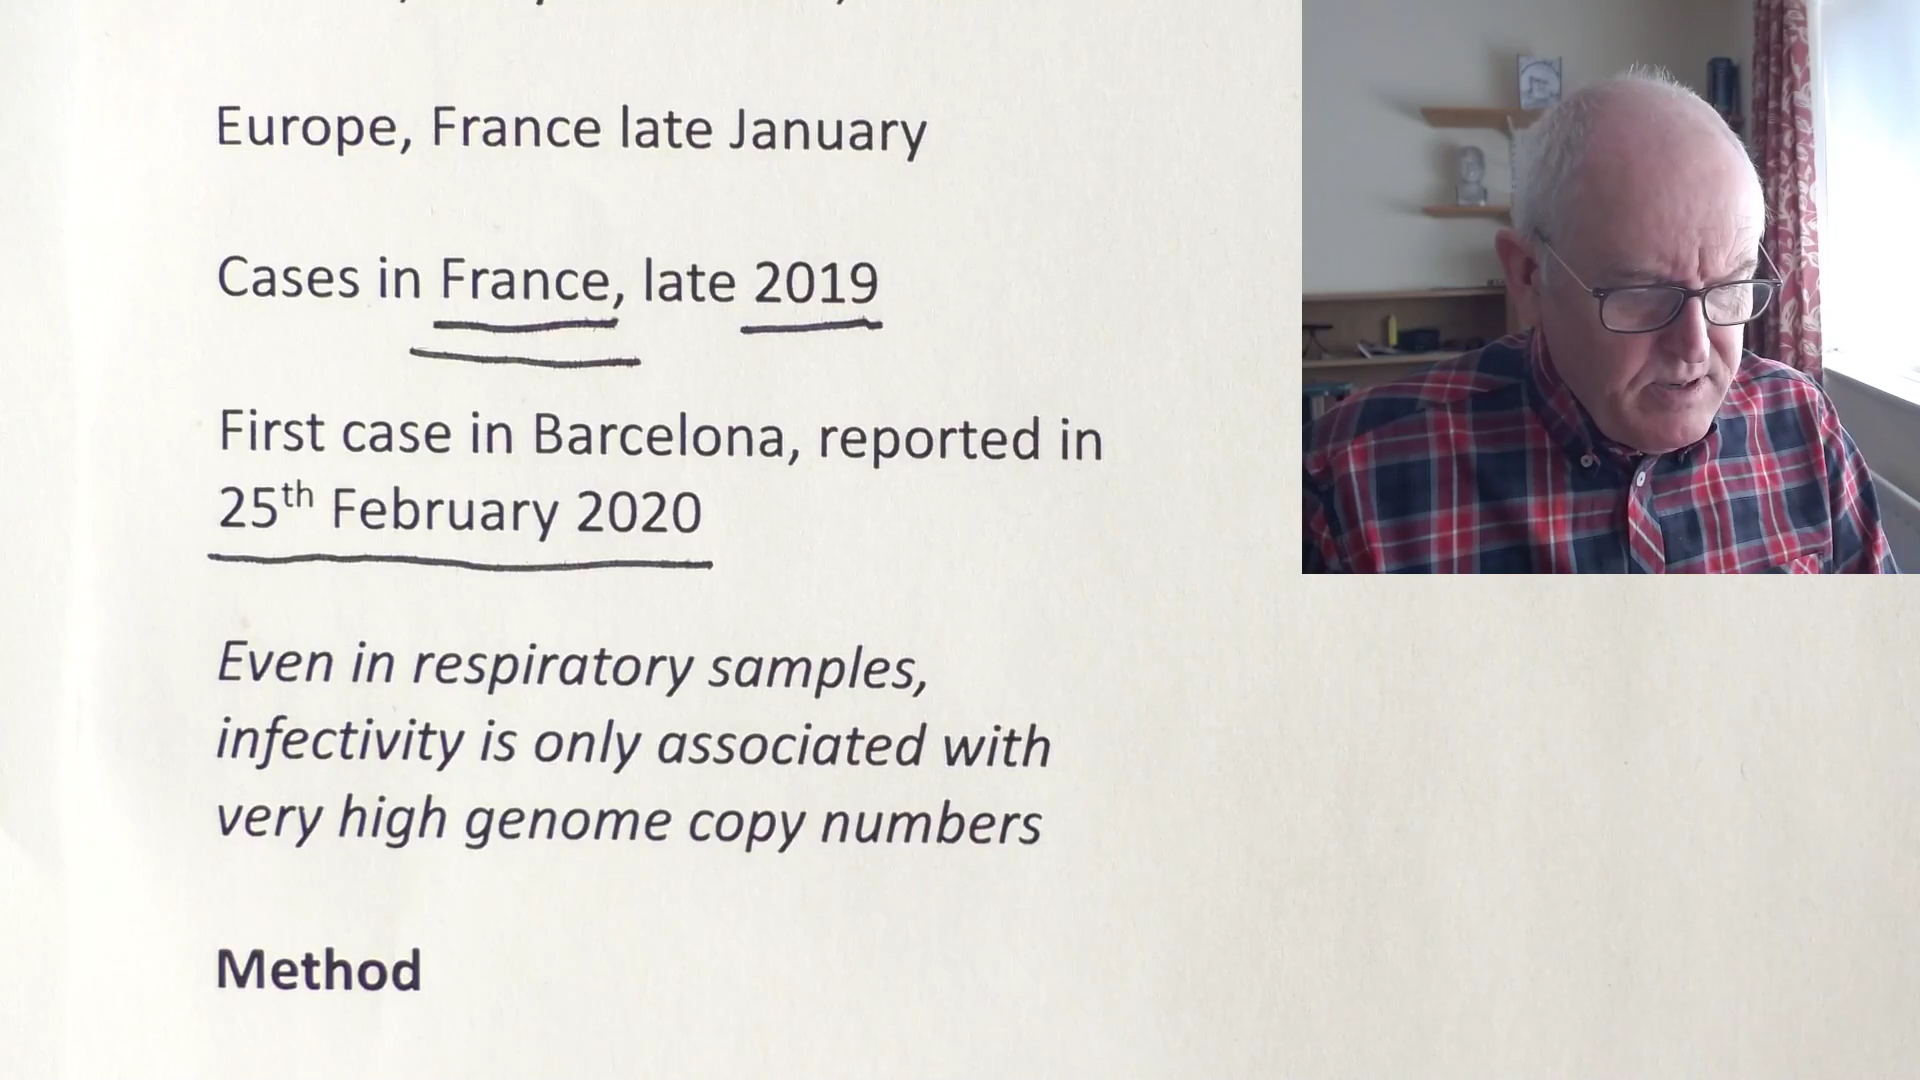 Europe, France late January
Cases in France, late 2019
First case in Barcelona, reported in
25th February 2020
Even in respiratory samples,
infectivity is only associated with
very high genome copy numbers
Method